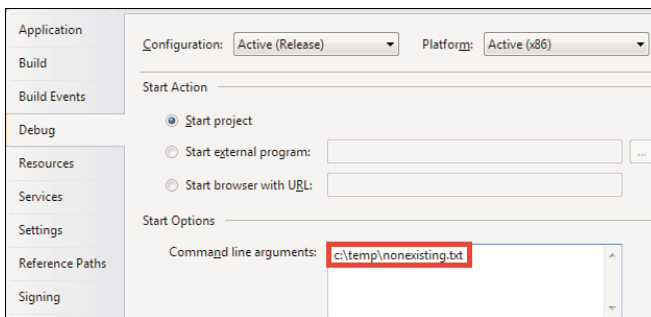 Application
Build
Build Events
Debug
Resources
Services
Settings
Reference Paths
Signing
Configuration: Active (Release) Platform: Active (x86)
Start Action
Start project
Start external program: ...
Start browser with URL:
Start Options
Command line arguments: c:\temp\nonexisting.txt